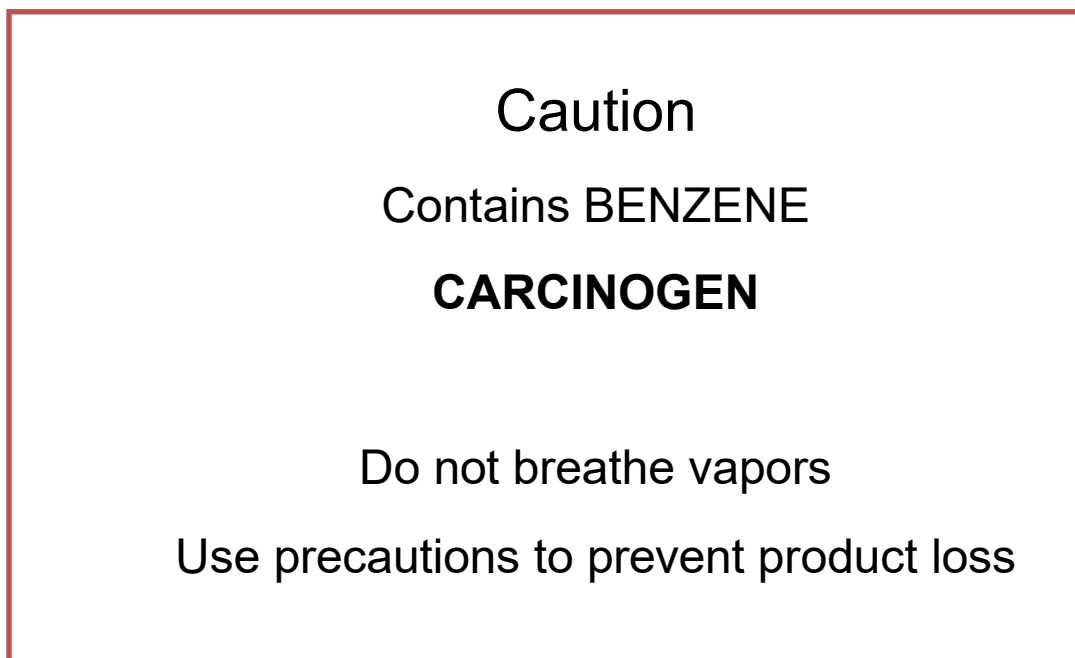 Caution
Contains BENZENE
CARCINOGEN
Do not breathe vapors
Use precautions to prevent product loss